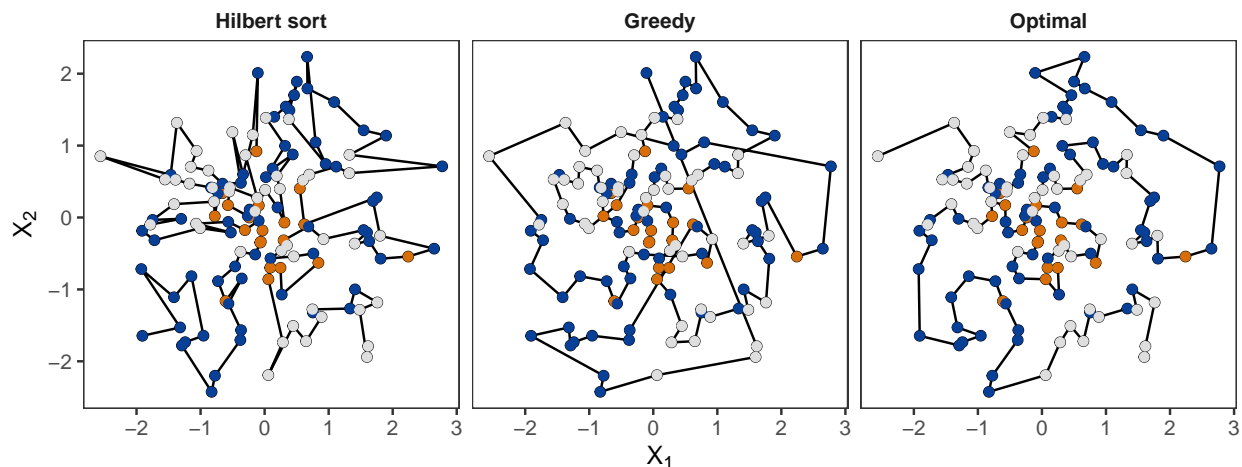 Hilbert sort
Greedy
Optimal
X₂
2
1
0
−1
−2
−2 −1 0 1 2 3
−2 −1 0 1 2 3
−2 −1 0 1 2 3
X₁